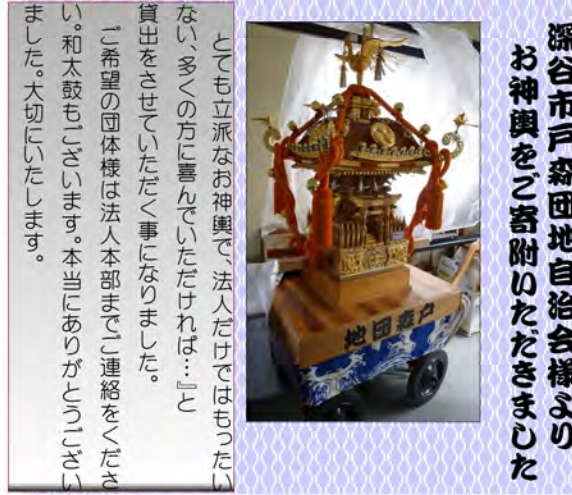 深谷市戸森団地自治会様より
お神輿をご寄附いただきました
地団森戸
とても立派なお神輿で、法人だけではもったい
ない、多くの方に喜んでいただければ…』と
貸出をさせていただく事になりました。
ご希望の団体様は法人本部までご連絡をくださ
い。和太鼓もございます。本当にありがとうござい
ました。大切にいたします。